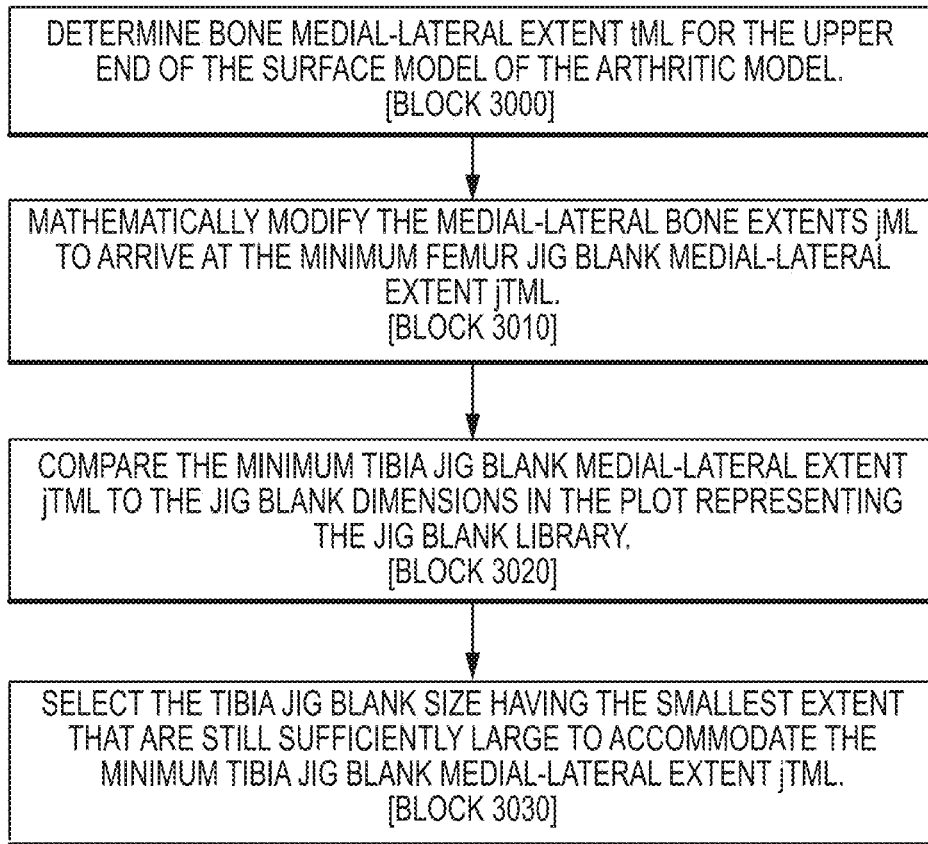 DETERMINE BONE MEDIAL-LATERAL EXTENT tML FOR THE UPPER
END OF THE SURFACE MODEL OF THE ARTHRITIC MODEL.
[BLOCK 3000]
MATHEMATICALLY MODIFY THE MEDIAL-LATERAL BONE EXTENTS jML
TO ARRIVE AT THE MINIMUM FEMUR JIG BLANK MEDIAL-LATERAL
EXTENT jTML.
[BLOCK 3010]
COMPARE THE MINIMUM TIBIA JIG BLANK MEDIAL-LATERAL EXTENT
jTML TO THE JIG BLANK DIMENSIONS IN THE PLOT REPRESENTING
THE JIG BLANK LIBRARY.
[BLOCK 3020]
SELECT THE TIBIA JIG BLANK SIZE HAVING THE SMALLEST EXTENT
THAT ARE STILL SUFFICIENTLY LARGE TO ACCOMMODATE THE
MINIMUM TIBIA JIG BLANK MEDIAL-LATERAL EXTENT jTML.
[BLOCK 3030]